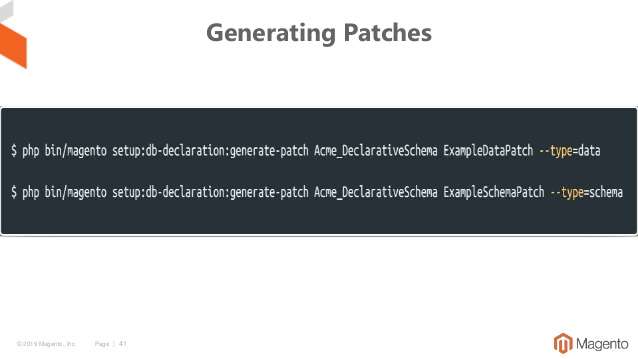 Generating Patches
$ php bin/magento setup:db-declaration:generate-patch Acme_DeclarativeSchema ExampleDataPatch --type=data
$ php bin/magento setup:db-declaration:generate-patch Acme_DeclarativeSchema ExampleSchemaPatch --type=schema
© 2019 Magento, Inc. Page | 41
Magento